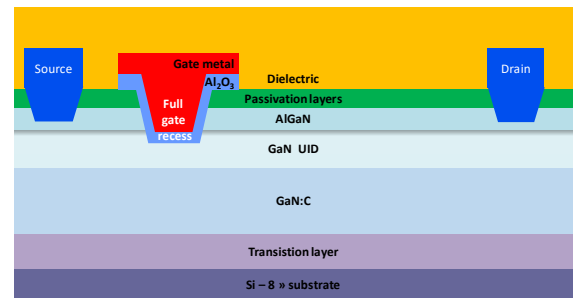 Gate metal
Source
Drain
Al₂O₃
Dielectric
Passivation layers
Full
gate
recess
AlGaN
GaN UID
GaN:C
Transistion layer
Si – 8 » substrate